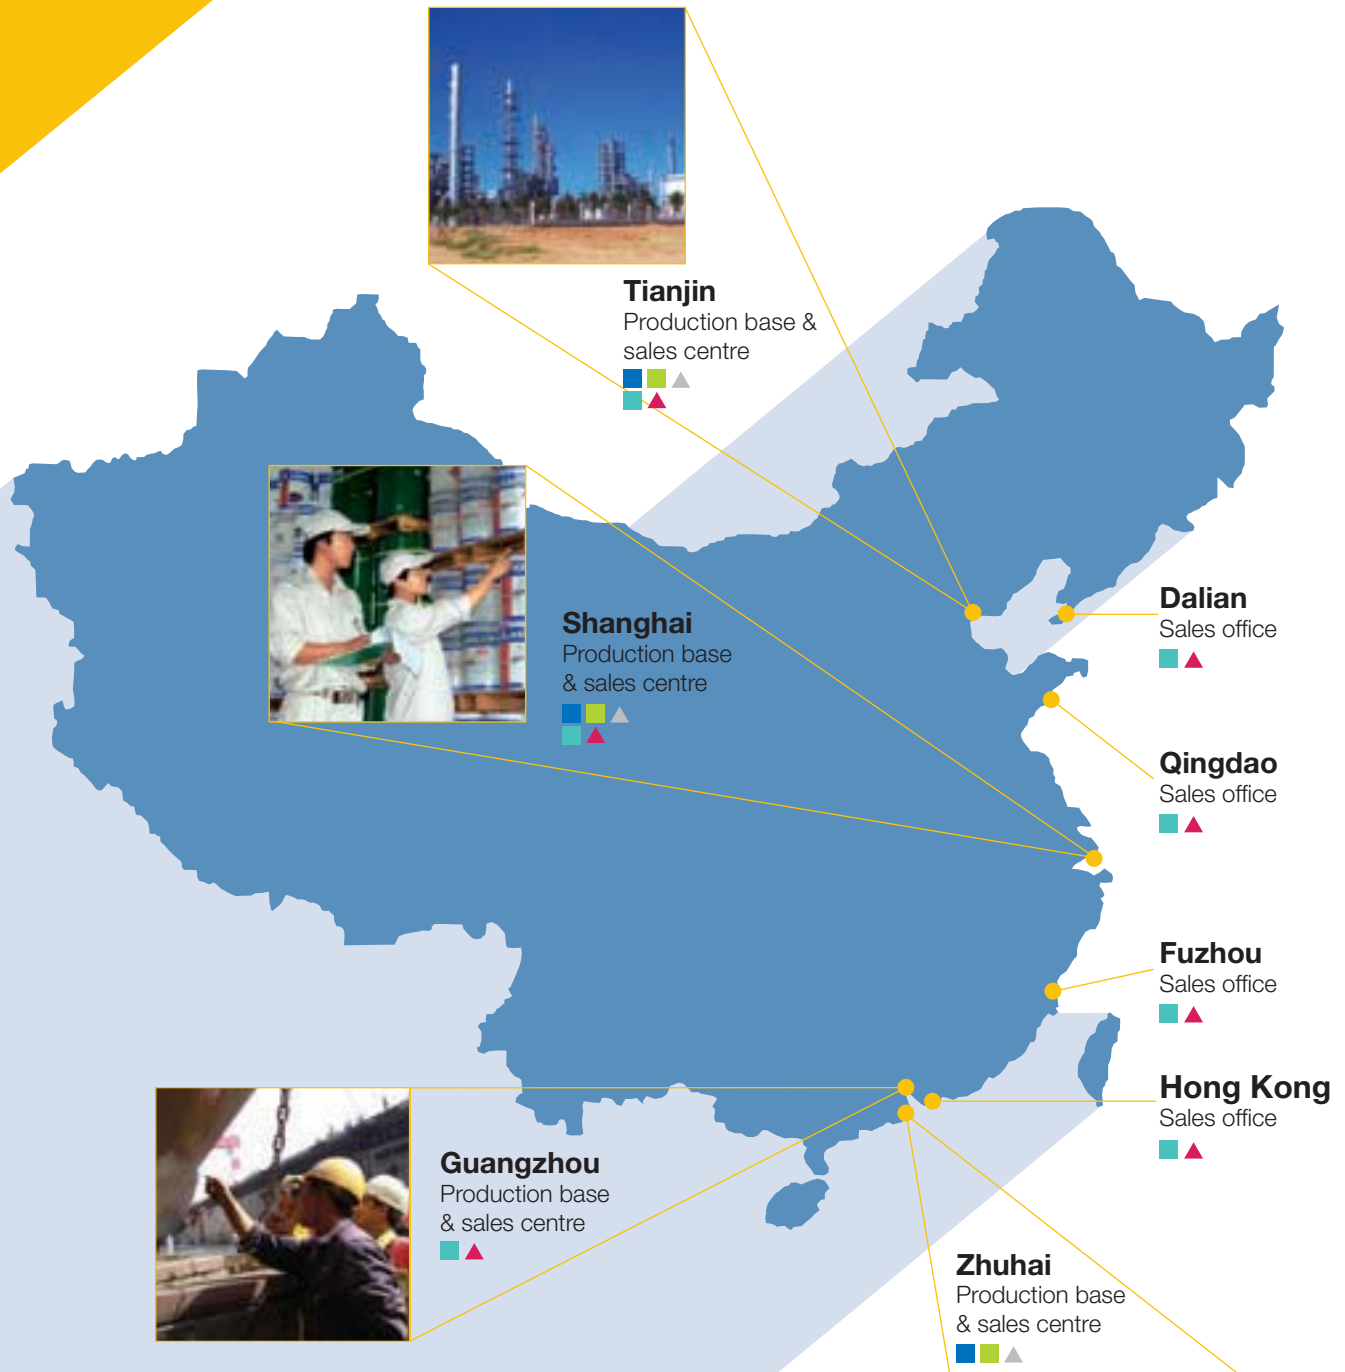 Tianjin
Production base &
sales centre
Shanghai
Production base
& sales centre
Dalian
Sales office
Qingdao
Sales office
Fuzhou
Sales office
Hong Kong
Sales office
Guangzhou
Production base
& sales centre
Zhuhai
Production base
& sales centre